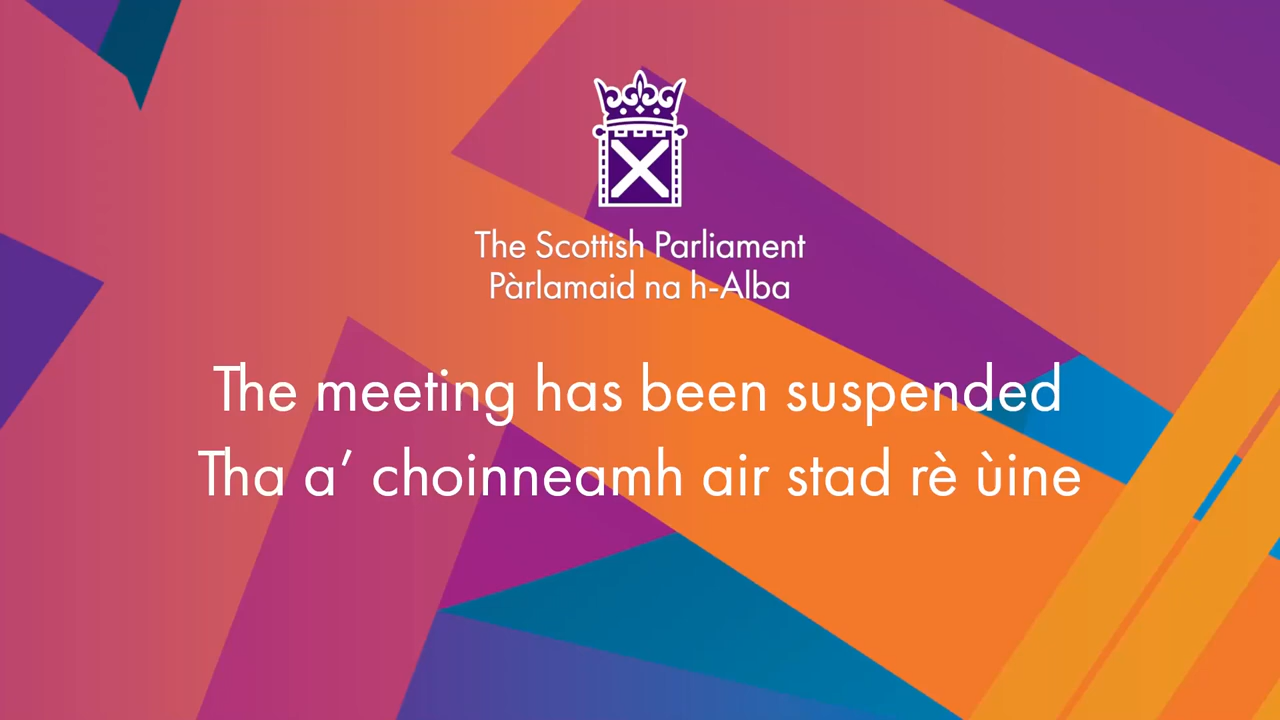 The Scottish Parliament
Pàrlamaid na h-Alba
The meeting has been suspended
Tha a’ choinneamh air stad rè ùine